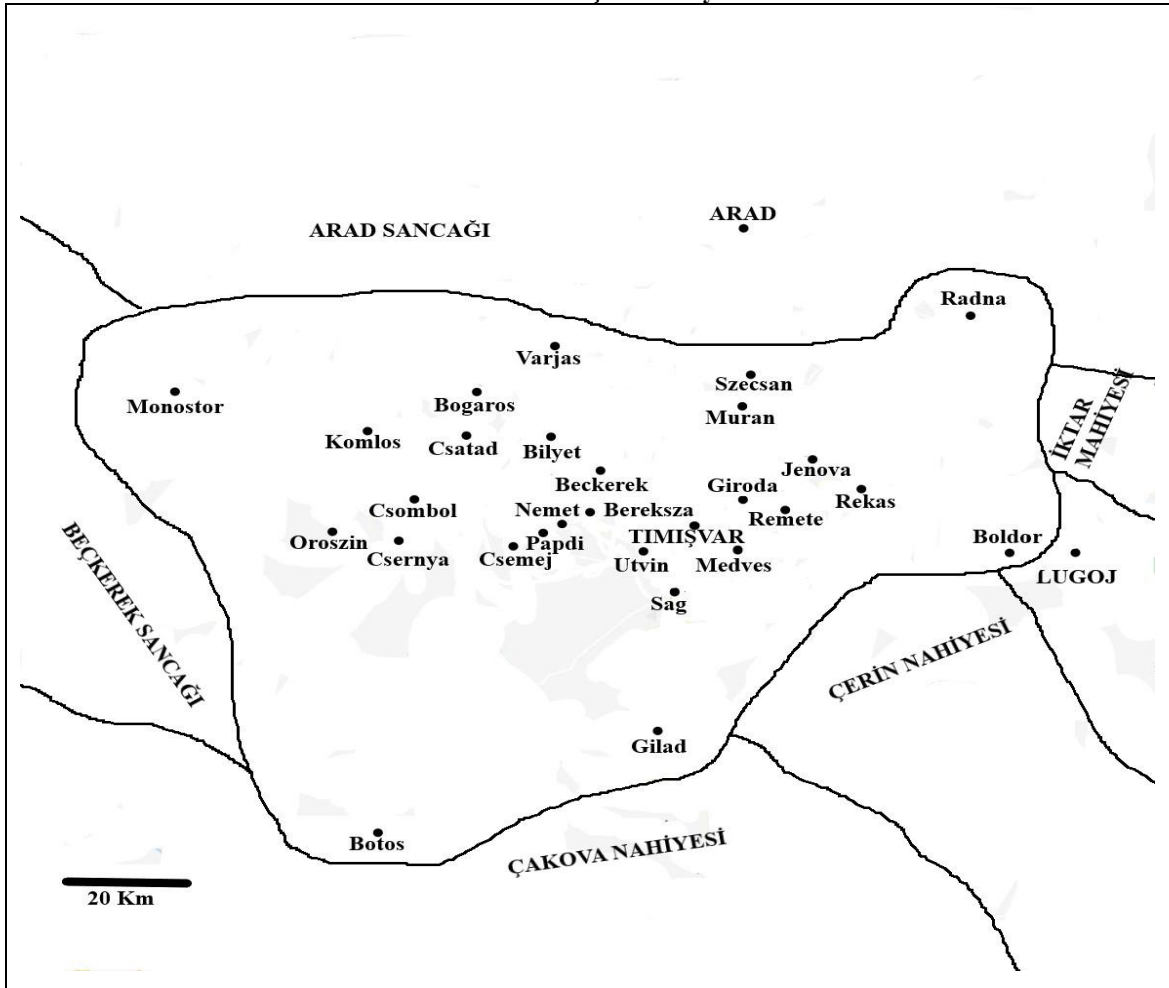 ARAD
ARAD SANCAĞI
Radna
Varjas
Szecsan
Monostor
Bogaros
Muran
İKTAR
MAHİYESİ
Komlos
Csatad
Bilyet
Jenova
Beckerek
Giroda
Rekas
Csombol
Nemet
Bereksza
Remete
Oroszin
Csernya
Csemej
Papdi
TIMIŞVAR
Boldor
Utvin
Medves
LUGOJ
Sag
BEÇKEREK SANCAĞI
ÇERİN NAHİYESİ
Gilad
Botos
ÇAKOVA NAHİYESİ
20 Km